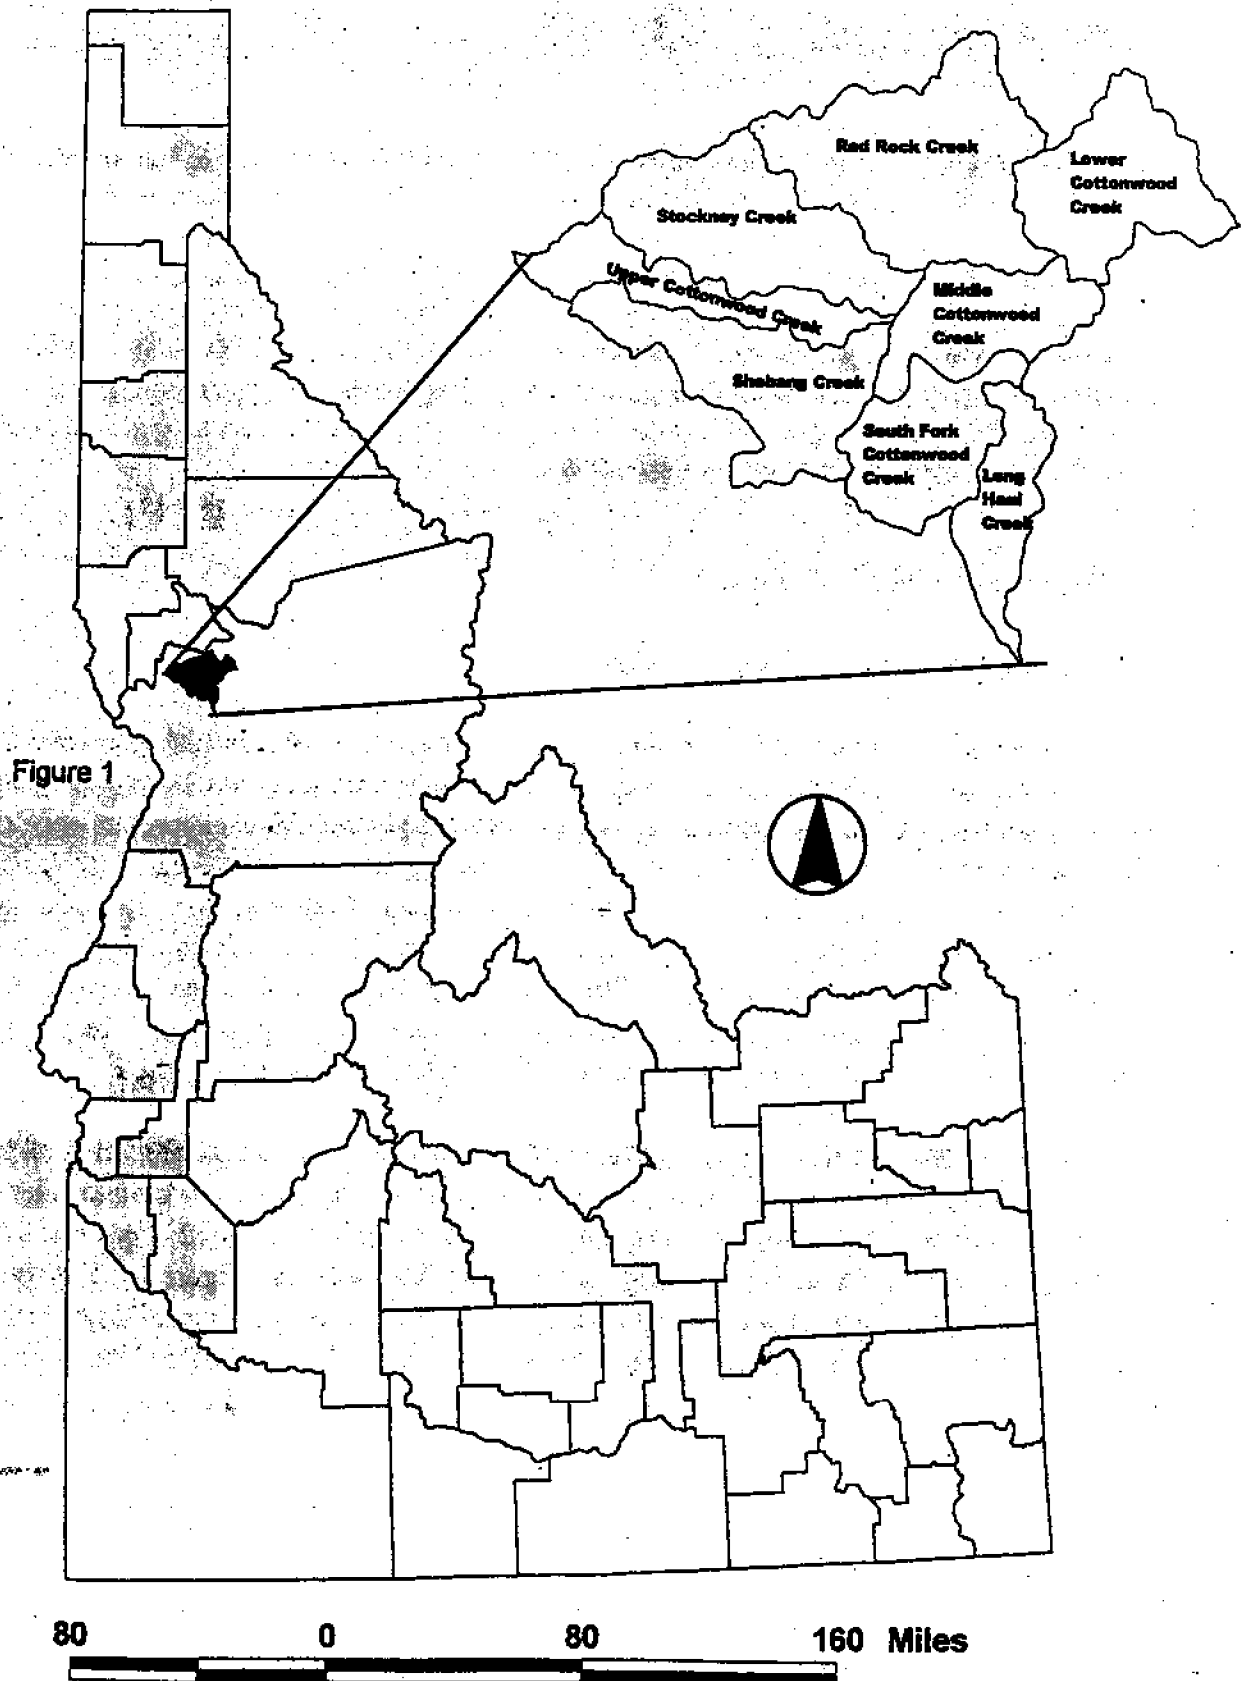 Red Rock Creek
Lower
Cottonwood
Creek
Stockney Creek
Upper Cottonwood Creek
Middle
Cottonwood
Creek
Shebang Creek
South Fork
Cottonwood
Creek
Long
Haul
Creek
Figure 1
80 0 80 160 Miles